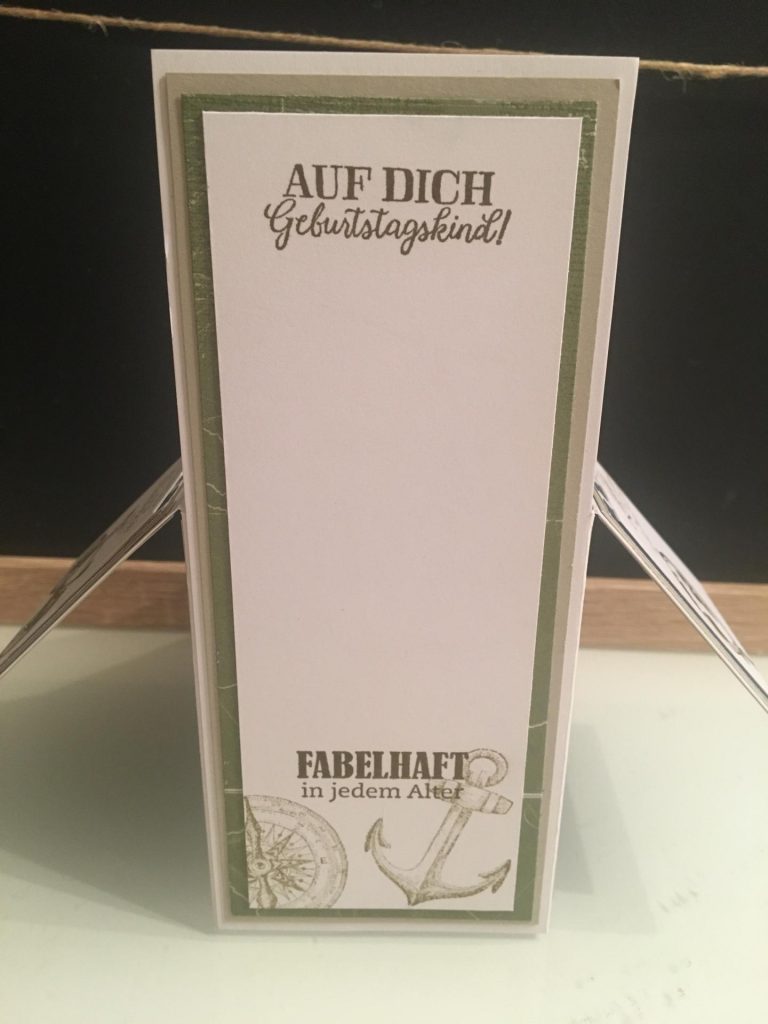 AUF DICH
Geburtstagskind!
FABELHAFT
in jedem Alter